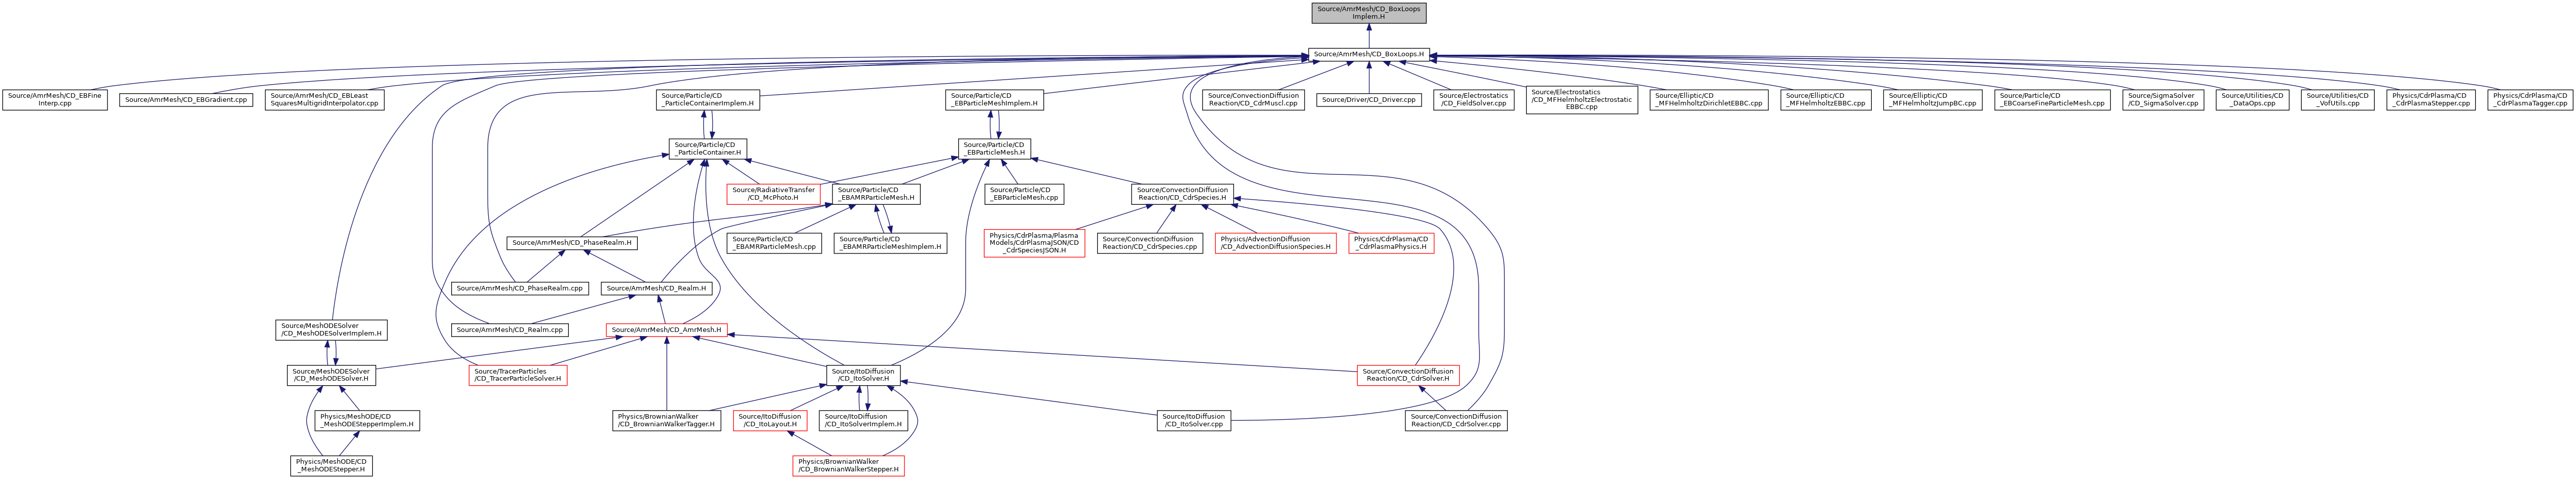 Source/AmrMesh/CD_BoxLoops
Implem.H
Source/AmrMesh/CD_BoxLoops.H
Source/AmrMesh/CD_EBFine
Interp.cpp
Source/AmrMesh/CD_EBGradient.cpp
Source/AmrMesh/CD_EBLeast
SquaresMultigridInterpolator.cpp
Source/Particle/CD
_ParticleContainerImplem.H
Source/Particle/CD
_EBParticleMeshImplem.H
Source/ConvectionDiffusion
Reaction/CD_CdrMuscl.cpp
Source/Driver/CD_Driver.cpp
Source/Electrostatics
/CD_FieldSolver.cpp
Source/Electrostatics
/CD_MFHelmholtzElectrostatic
EBBC.cpp
Source/Elliptic/CD
_MFHelmholtzDirichletEBBC.cpp
Source/Elliptic/CD
_MFHelmholtzEBBC.cpp
Source/Elliptic/CD
_MFHelmholtzJumpBC.cpp
Source/Particle/CD
_EBCoarseFineParticleMesh.cpp
Source/SigmaSolver
/CD_SigmaSolver.cpp
Source/Utilities/CD
_DataOps.cpp
Source/Utilities/CD
_VofUtils.cpp
Physics/CdrPlasma/CD
_CdrPlasmaStepper.cpp
Physics/CdrPlasma/CD
_CdrPlasmaTagger.cpp
Source/Particle/CD
_ParticleContainer.H
Source/Particle/CD
_EBParticleMesh.H
Source/RadiativeTransfer
/CD_McPhoto.H
Source/Particle/CD
_EBAMRParticleMesh.H
Source/Particle/CD
_EBParticleMesh.cpp
Source/ConvectionDiffusion
Reaction/CD_CdrSpecies.H
Source/AmrMesh/CD_PhaseRealm.H
Source/Particle/CD
_EBAMRParticleMesh.cpp
Source/Particle/CD
_EBAMRParticleMeshImplem.H
Physics/CdrPlasma/Plasma
Models/CdrPlasmaJSON/CD
_CdrSpeciesJSON.H
Source/ConvectionDiffusion
Reaction/CD_CdrSpecies.cpp
Physics/AdvectionDiffusion
/CD_AdvectionDiffusionSpecies.H
Physics/CdrPlasma/CD
_CdrPlasmaPhysics.H
Source/AmrMesh/CD_PhaseRealm.cpp
Source/AmrMesh/CD_Realm.H
Source/MeshODESolver
/CD_MeshODESolverImplem.H
Source/AmrMesh/CD_Realm.cpp
Source/AmrMesh/CD_AmrMesh.H
Source/MeshODESolver
/CD_MeshODESolver.H
Source/TracerParticles
/CD_TracerParticleSolver.H
Source/ItoDiffusion
/CD_ItoSolver.H
Source/ConvectionDiffusion
Reaction/CD_CdrSolver.H
Physics/MeshODE/CD
_MeshODEStepperImplem.H
Physics/BrownianWalker
/CD_BrownianWalkerTagger.H
Source/ItoDiffusion
/CD_ItoLayout.H
Source/ItoDiffusion
/CD_ItoSolverImplem.H
Source/ItoDiffusion
/CD_ItoSolver.cpp
Source/ConvectionDiffusion
Reaction/CD_CdrSolver.cpp
Physics/MeshODE/CD
_MeshODEStepper.H
Physics/BrownianWalker
/CD_BrownianWalkerStepper.H